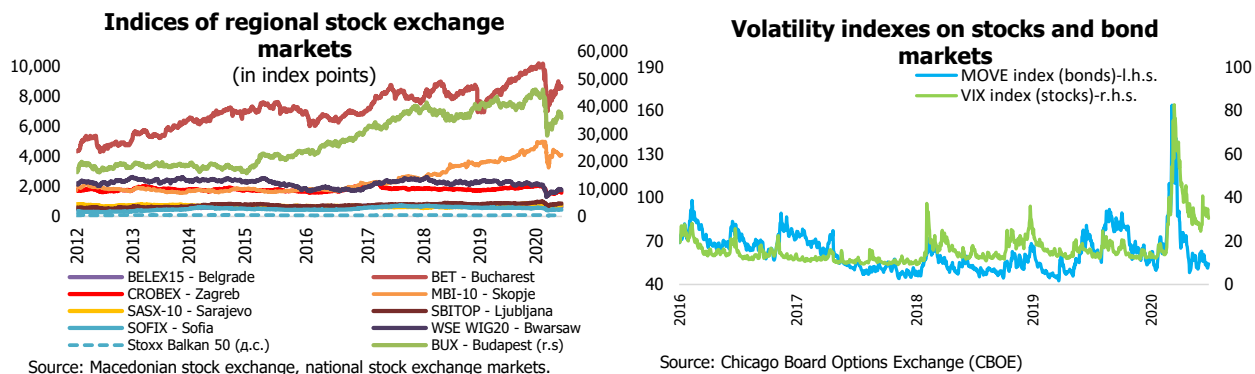 Indices of regional stock exchange
markets
(in index points)
10,000
8,000
6,000
4,000
2,000
0
60,000
50,000
40,000
30,000
20,000
10,000
0
2012
2013
2014
2015
2016
2017
2018
2019
2020
BELEX15 - Belgrade
BET - Bucharest
CROBEX - Zagreb
MBI-10 - Skopje
SASX-10 - Sarajevo
SBITOP - Ljubljana
SOFIX - Sofia
WSE WIG20 - Bwarsaw
Stoxx Balkan 50 (д.с.)
BUX - Budapest (r.s)
Source: Macedonian stock exchange, national stock exchange markets.
Volatility indexes on stocks and bond
markets
MOVE index (bonds)-l.h.s.
VIX index (stocks)-r.h.s.
190
160
130
100
70
40
100
80
60
40
20
0
2016
2017
2018
2019
2020
Source: Chicago Board Options Exchange (CBOE)